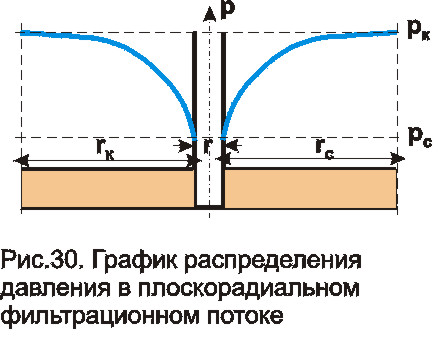 p
pк
pс
rк r rс
Рис.30. График распределения
давления в плоскорадиальном
фильтрационном потоке